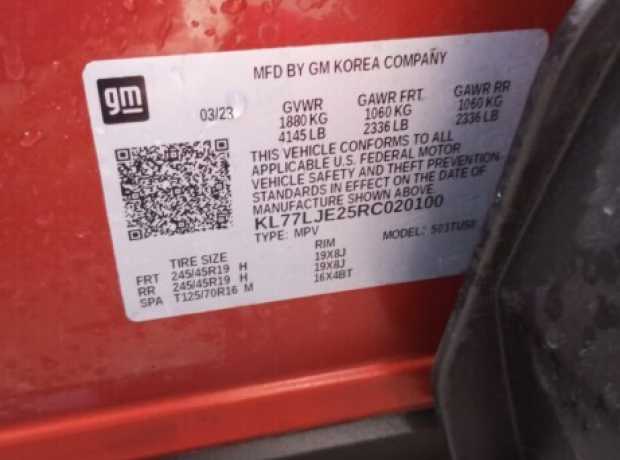 gm
MFD BY GM KOREA COMPAÑY
03/23
GVWR GAWR FRT. GAWR RR
1880 KG 1060 KG 1060 KG
4145 LB 2336 LB 2336 LB
THIS VEHICLE CONFORMS TO ALL
APPLICABLE U.S. FEDERAL MOTOR
VEHICLE SAFETY AND THEFT PREVENTION
STANDARDS IN EFFECT ON THE DATE OF
MANUFACTURE SHOWN ABOVE.
KL77LJE25RC020100
TYPE: MPV MODEL:
TIRE SIZE RIM
FRT 245/45R19 H 19X8J
RR 245/45R19 H 19X8J
SPA T125/70R16 M 16X4BT